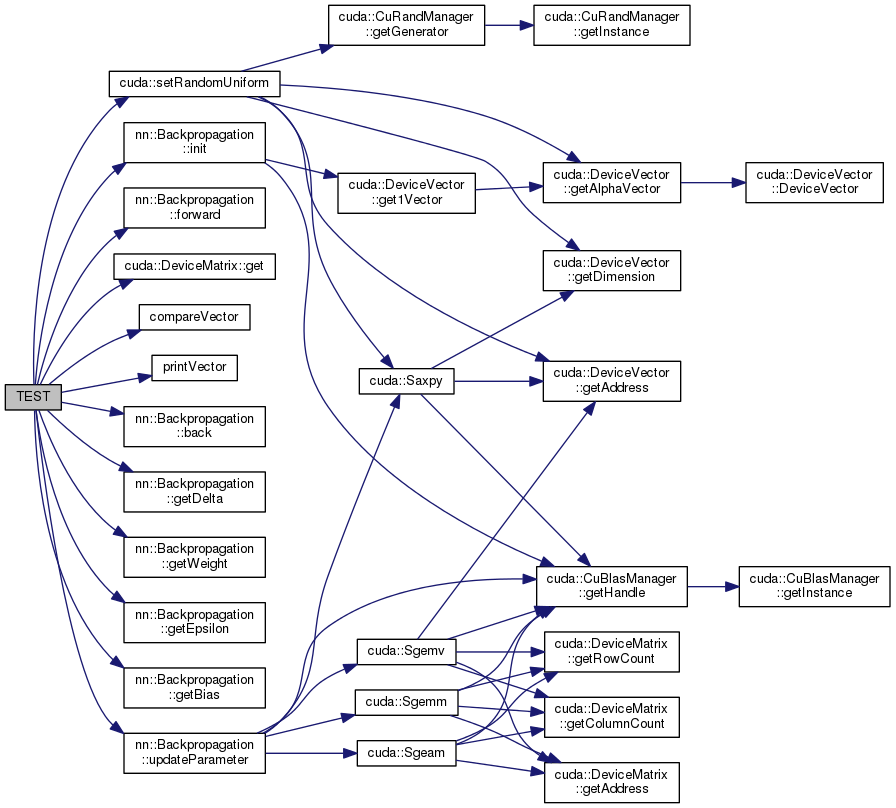 cuda::CuRandManager
::getGenerator
cuda::CuRandManager
::getInstance
cuda::setRandomUniform
nn::Backpropagation
::init
cuda::DeviceVector
::get1Vector
cuda::DeviceVector
::getAlphaVector
cuda::DeviceVector
::DeviceVector
nn::Backpropagation
::forward
cuda::DeviceMatrix::get
cuda::DeviceVector
::getDimension
compareVector
printVector
cuda::Saxpy
cuda::DeviceVector
::getAddress
TEST
nn::Backpropagation
::back
nn::Backpropagation
::getDelta
nn::Backpropagation
::getWeight
cuda::CuBlasManager
::getHandle
cuda::CuBlasManager
::getInstance
nn::Backpropagation
::getEpsilon
cuda::Sgemv
cuda::DeviceMatrix
::getRowCount
nn::Backpropagation
::getBias
cuda::Sgemm
cuda::DeviceMatrix
::getColumnCount
nn::Backpropagation
::updateParameter
cuda::Sgeam
cuda::DeviceMatrix
::getAddress